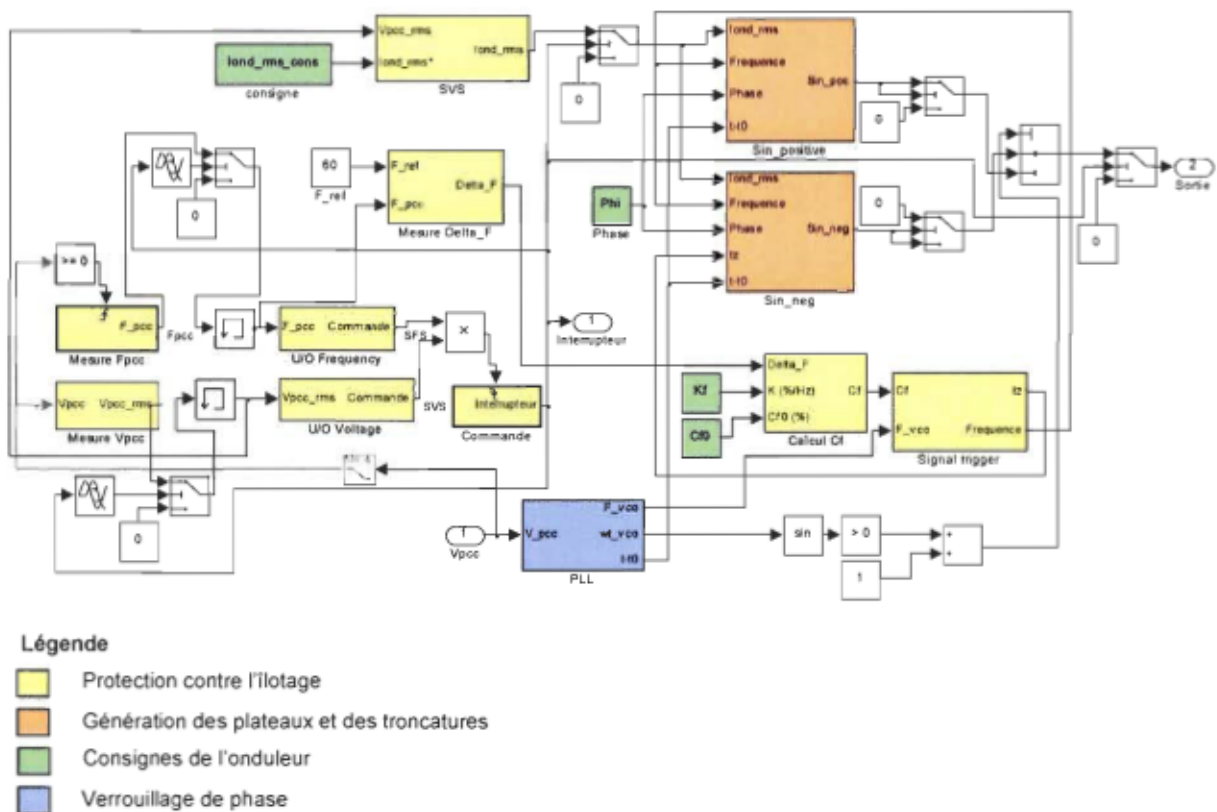 Vpcc_rms
Iond_rms*
Iond_rms
SVS
Iond_rms_cons
consigne
0
Iond_rms
Frequence
Phase
t-t0
Sin_pos
Sin_positive
0
60
F_ref
F_ref
F_pcc
Delta_F
Mesure Delta_F
0
Phi
Phase
Iond_rms
Frequence
Phase
tz
t-t0
Sin_neg
Sin_neg
0
2
Sortie
0
>= 0
F_pcc
Mesure Fpcc
Fpcc
F_pcc
Commande
U/O Frequency
SFS
×
1
Interrupteur
Vpcc
Vpcc_rms
Mesure Vpcc
Vpcc_rms
Commande
U/O Voltage
SVS
Interrupteur
Commande
Kf
Cf0
Delta_F
K (%/Hz)
Cf0 (%)
Cf
Calcul Cf
Cf
F_vco
tz
Frequence
Signal trigger
0
1
Vpcc
V_pcc
F_vco
wt_vco
t-t0
PLL
sin
> 0
1
+
+
Légende
Protection contre l'îlotage
Génération des plateaux et des troncatures
Consignes de l'onduleur
Verrouillage de phase